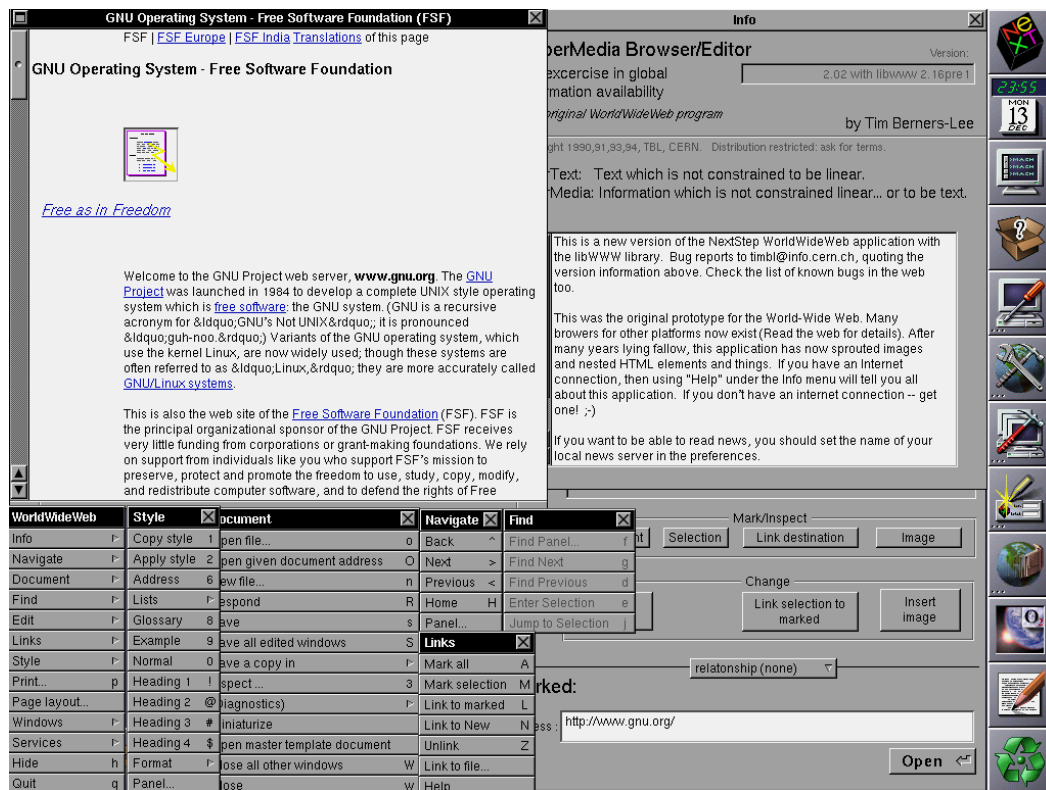 GNU Operating System - Free Software Foundation (FSF)
FSF | FSF Europe | FSF India Translations of this page
GNU Operating System - Free Software Foundation
Free as in Freedom
Welcome to the GNU Project web server, www.gnu.org. The GNU
Project was launched in 1984 to develop a complete UNIX style operating
system which is free software: the GNU system. (GNU is a recursive
acronym for &ldquo;GNU's Not UNIX&rdquo;; it is pronounced
&ldquo;guh-noo.&rdquo;) Variants of the GNU operating system, which
use the kernel Linux, are now widely used; though these systems are
often referred to as &ldquo;Linux,&rdquo; they are more accurately called
GNU/Linux systems.
This is also the web site of the Free Software Foundation (FSF). FSF is
the principal organizational sponsor of the GNU Project. FSF receives
very little funding from corporations or grant-making foundations. We rely
on support from individuals like you who support FSF's mission to
preserve, protect and promote the freedom to use, study, copy, modify,
and redistribute computer software, and to defend the rights of Free
Info
perMedia Browser/Editor
Version:
excercise in global
2.02 with libwww 2.16pre1
rmation availability
original WorldWideWeb program
by Tim Berners-Lee
ght 1990,91,93,94, TBL, CERN. Distribution restricted: ask for terms.
rText: Text which is not constrained to be linear.
rMedia: Information which is not constrained linear... or to be text.
This is a new version of the NextStep WorldWideWeb application with
the libWWW library. Bug reports to timbl@info.cern.ch, quoting the
version information above. Check the list of known bugs in the web
too.
This was the original prototype for the World-Wide Web. Many
browers for other platforms now exist (Read the web for details). After
many years lying fallow, this application has now sprouted images
and nested HTML elements and things. If you have an Internet
connection, then using "Help" under the Info menu will tell you all
about this application. If you don't have an internet connection -- get
one! ;-)
If you want to be able to read news, you should set the name of your
local news server in the preferences.
NeXT
23:55
MON
13
DEC
WorldWideWeb
Info
Navigate
Document
Find
Edit
Links
Style
Print... p
Page layout...
Windows
Services
Hide h
Quit q
Style
Copy style 1
Apply style 2
Address 6
Lists
Glossary 8
Example 9
Normal 0
Heading 1 !
Heading 2 @
Heading 3 #
Heading 4 $
Format
Panel...
ocument
pen file... o
pen given document address O
ew file... n
espond R
ave s
ave all edited windows S
ave a copy in
spect ... 3
iagnostics)
iniaturize
pen master template document
lose all other windows W
lose w
Navigate
Back ^
Next >
Previous <
Home H
Panel...
Find
Find Panel... f
Find Next g
Find Previous d
Enter Selection e
Jump to Selection j
Links
Mark all A
Mark selection M
Link to marked L
Link to New N
Unlink Z
Link to file...
Help
Mark/Inspect
nt
Selection
Link destination
Image
Change
Link selection to
marked
Insert
image
relationship (none)
rked:
ess : http://www.gnu.org/
Open